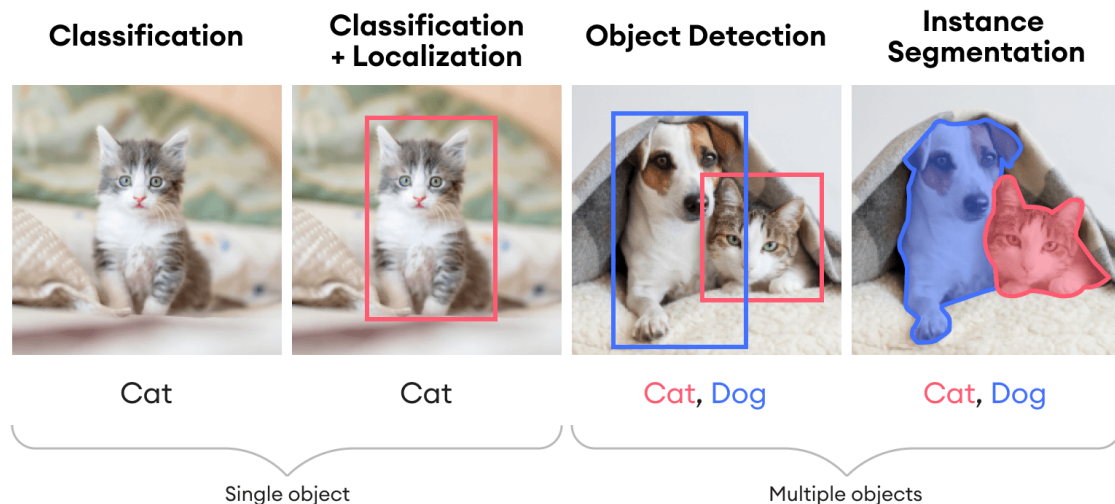 Classification
Classification
+ Localization
Object Detection
Instance
Segmentation
Cat
Cat
Cat, Dog
Cat, Dog
Single object
Multiple objects